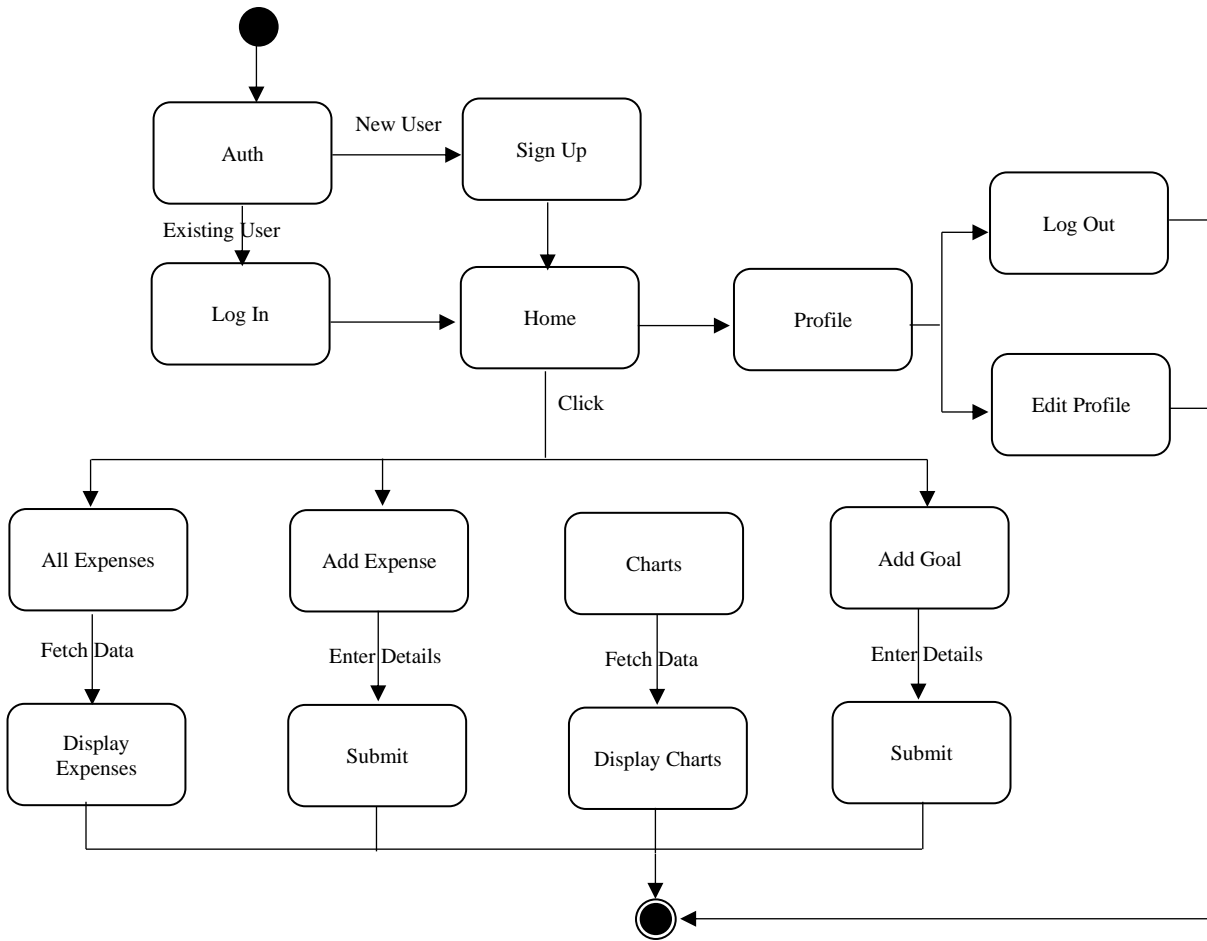 New User
Auth
Sign Up
Existing User
Log In
Home
Profile
Log Out
Edit Profile
Click
All Expenses
Add Expense
Charts
Add Goal
Fetch Data
Enter Details
Fetch Data
Enter Details
Display
Expenses
Submit
Display Charts
Submit